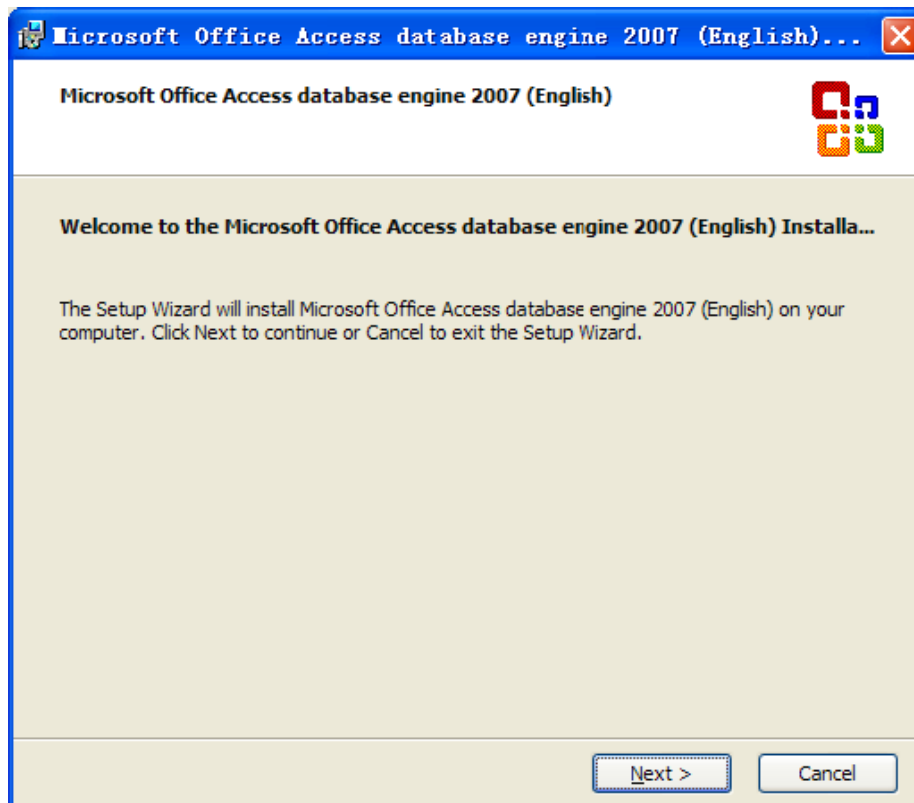 Microsoft Office Access database engine 2007 (English)...
Microsoft Office Access database engine 2007 (English)
Welcome to the Microsoft Office Access database engine 2007 (English) Installa...
The Setup Wizard will install Microsoft Office Access database engine 2007 (English) on your
computer. Click Next to continue or Cancel to exit the Setup Wizard.
Next >
Cancel